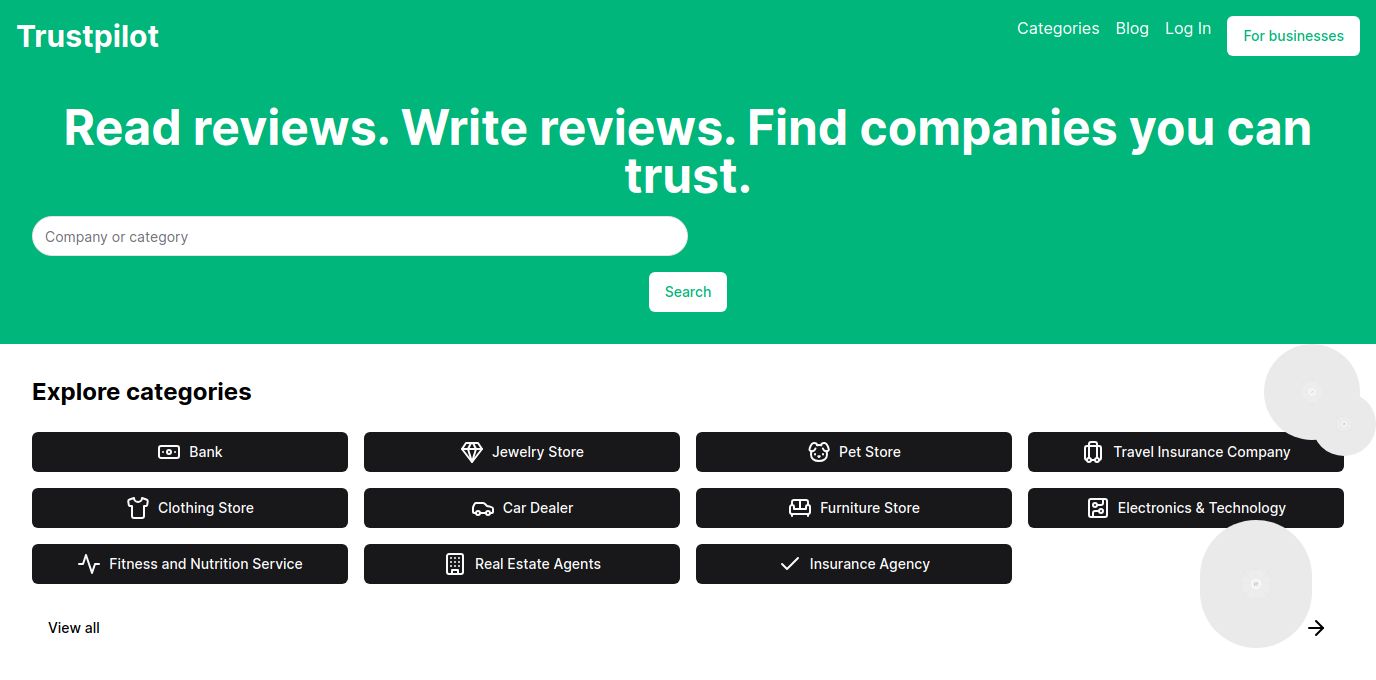 Trustpilot
Categories
Blog
Log In
For businesses
Read reviews. Write reviews. Find companies you can
trust.
Company or category
Search
Explore categories
Bank
Jewelry Store
Pet Store
Travel Insurance Company
Clothing Store
Car Dealer
Furniture Store
Electronics & Technology
Fitness and Nutrition Service
Real Estate Agents
Insurance Agency
View all